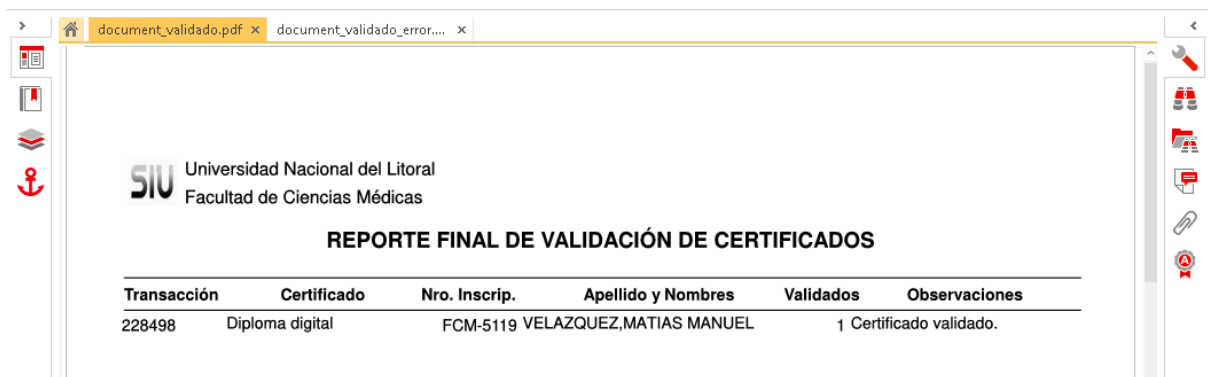 document_validado.pdf × document_validado_error.... ×
SIU Universidad Nacional del Litoral
Facultad de Ciencias Médicas
REPORTE FINAL DE VALIDACIÓN DE CERTIFICADOS
Transacción Certificado Nro. Inscrip. Apellido y Nombres Validados Observaciones
228498 Diploma digital FCM-5119 VELAZQUEZ,MATIAS MANUEL 1 Certificado validado.